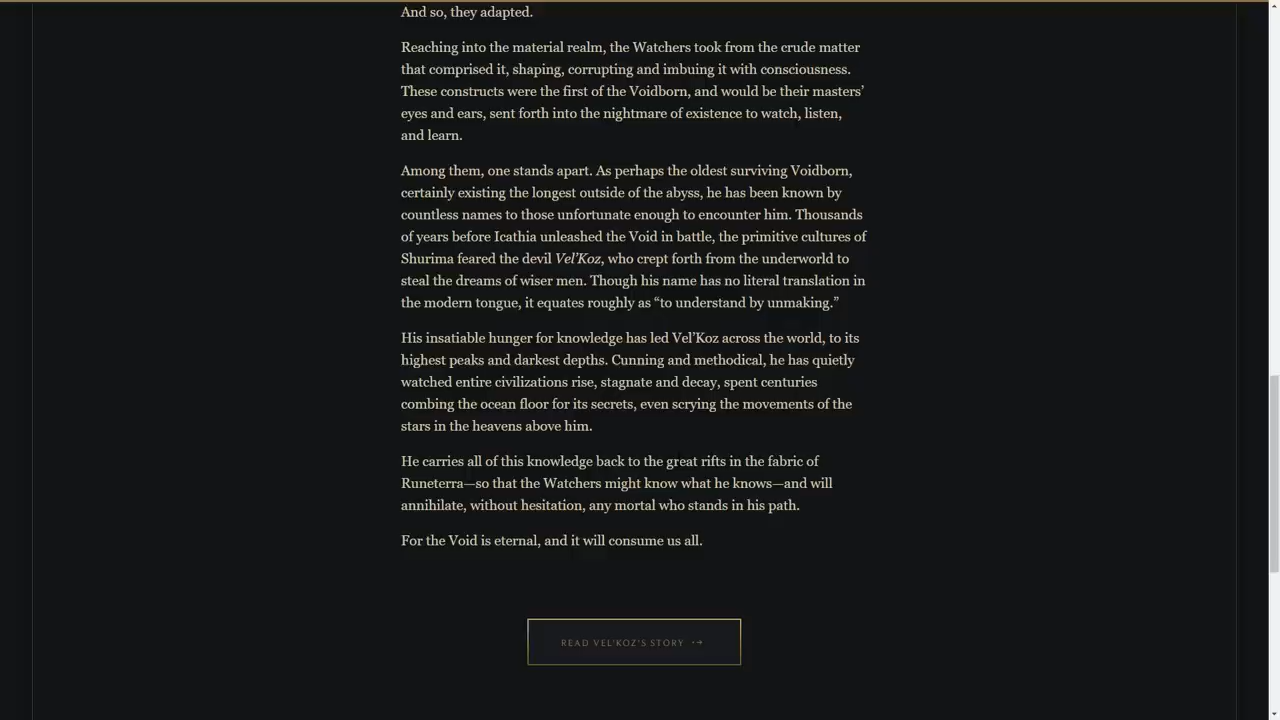 And so, they adapted.
Reaching into the material realm, the Watchers took from the crude matter
that comprised it, shaping, corrupting and imbuing it with consciousness.
These constructs were the first of the Voidborn, and would be their masters’
eyes and ears, sent forth into the nightmare of existence to watch, listen,
and learn.
Among them, one stands apart. As perhaps the oldest surviving Voidborn,
certainly existing the longest outside of the abyss, he has been known by
countless names to those unfortunate enough to encounter him. Thousands
of years before Icathia unleashed the Void in battle, the primitive cultures of
Shurima feared the devil Vel’Koz, who crept forth from the underworld to
steal the dreams of wiser men. Though his name has no literal translation in
the modern tongue, it equates roughly as “to understand by unmaking.”
His insatiable hunger for knowledge has led Vel’Koz across the world, to its
highest peaks and darkest depths. Cunning and methodical, he has quietly
watched entire civilizations rise, stagnate and decay, spent centuries
combing the ocean floor for its secrets, even scrying the movements of the
stars in the heavens above him.
He carries all of this knowledge back to the great rifts in the fabric of
Runeterra—so that the Watchers might know what he knows—and will
annihilate, without hesitation, any mortal who stands in his path.
For the Void is eternal, and it will consume us all.
READ VEL'KOZ'S STORY